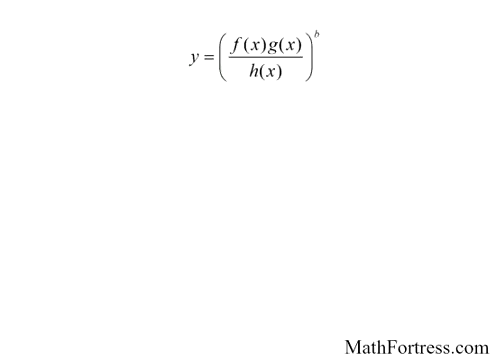 y = ( f(x)g(x) / h(x) )^b
MathFortress.com